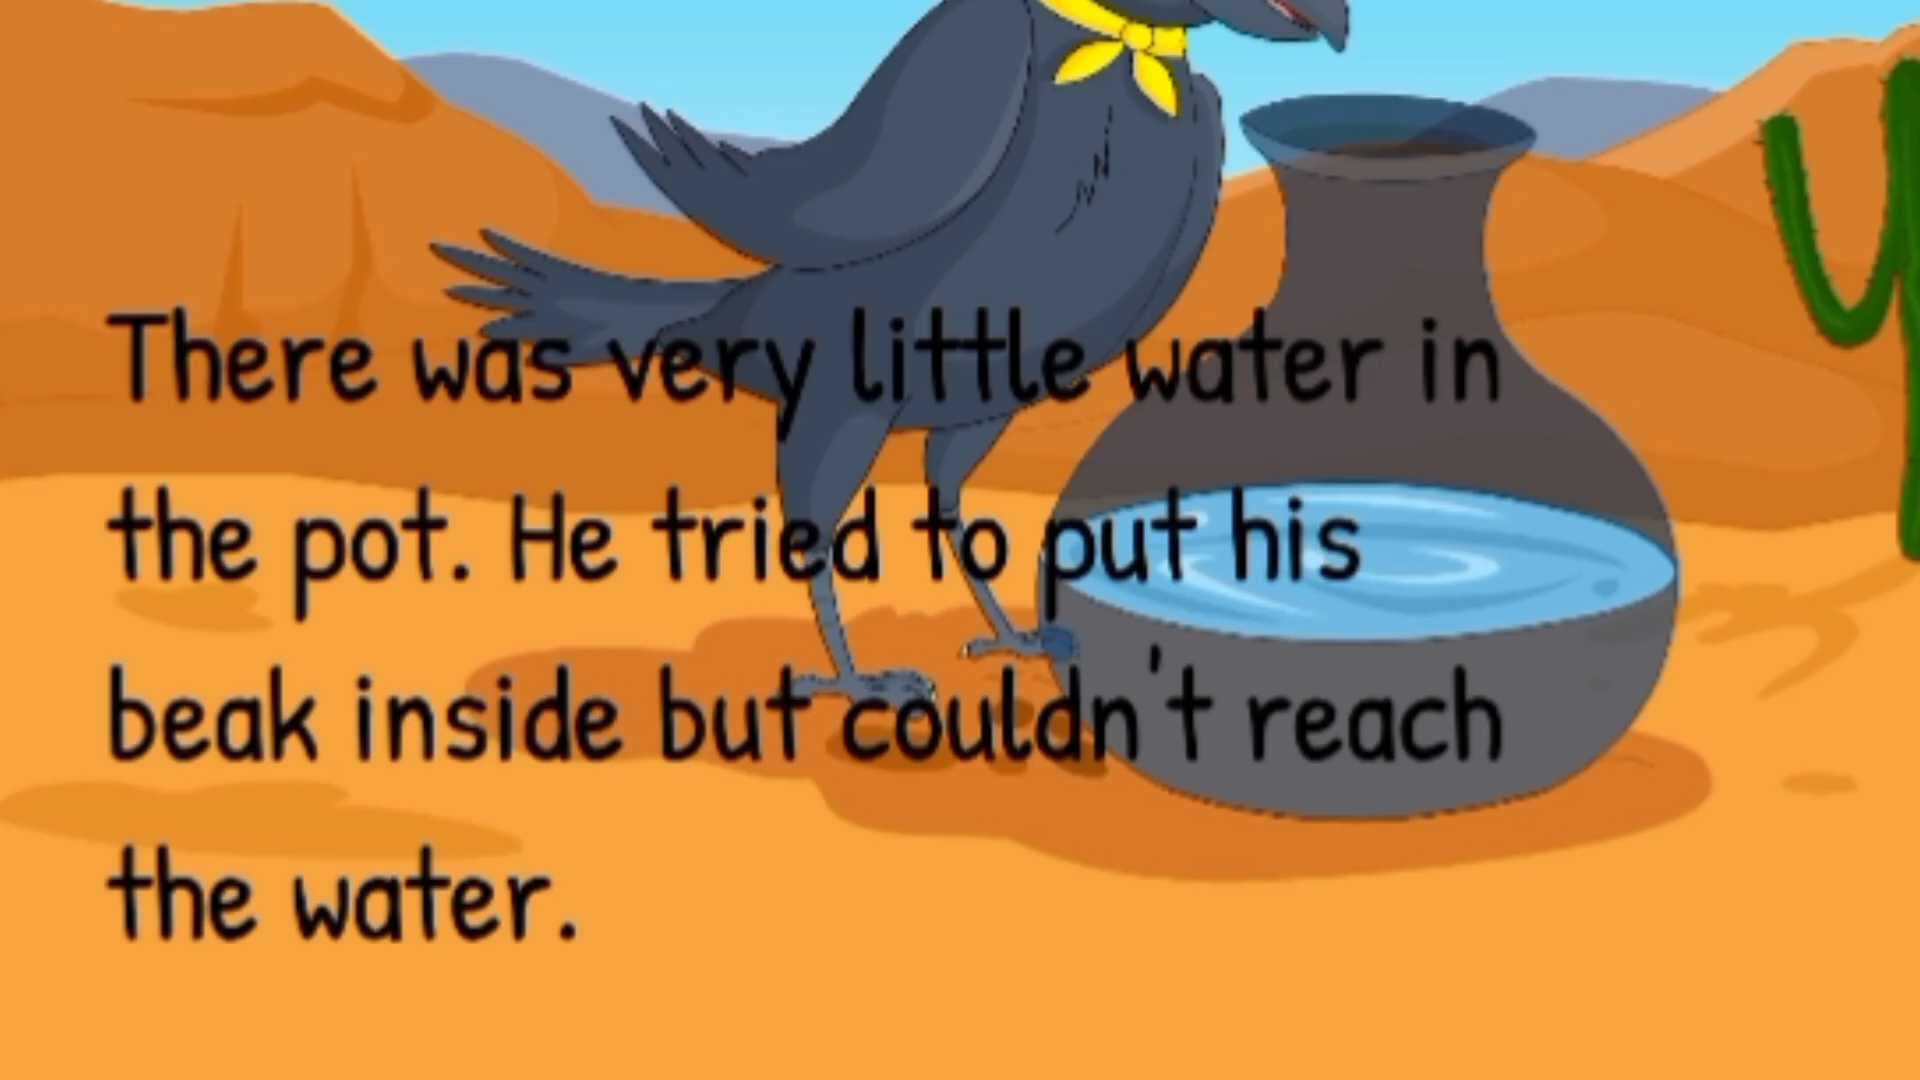 There was very little water in
the pot. He tried to put his
beak inside but couldn't reach
the water.